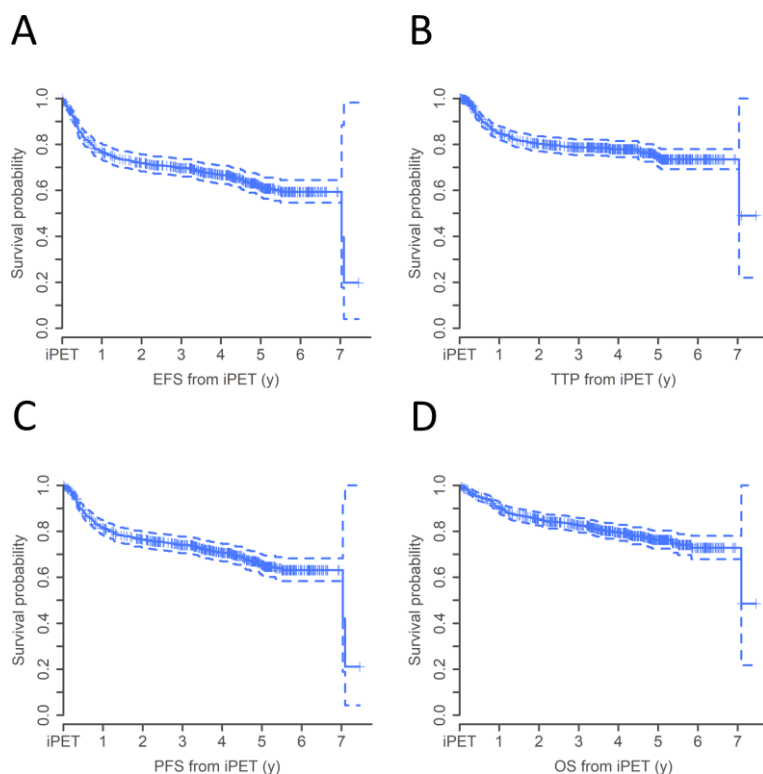 A
B
Survival probability
1.0
0.8
0.6
0.4
0.2
0.0
iPET 1 2 3 4 5 6 7
EFS from iPET (y)
Survival probability
1.0
0.8
0.6
0.4
0.2
0.0
iPET 1 2 3 4 5 6 7
TTP from iPET (y)
C
D
Survival probability
1.0
0.8
0.6
0.4
0.2
0.0
iPET 1 2 3 4 5 6 7
PFS from iPET (y)
Survival probability
1.0
0.8
0.6
0.4
0.2
0.0
iPET 1 2 3 4 5 6 7
OS from iPET (y)